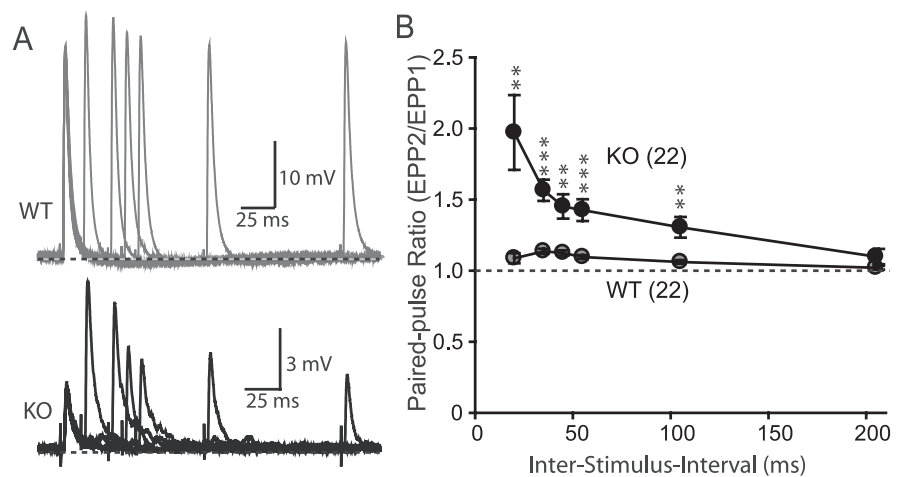 A
WT
10 mV
25 ms
KO
3 mV
25 ms
B
Paired-pulse Ratio (EPP2/EPP1)
2.5
2.0
1.5
1.0
0.5
0
**
***
**
***
**
KO (22)
WT (22)
0
50
100
150
200
Inter-Stimulus-Interval (ms)